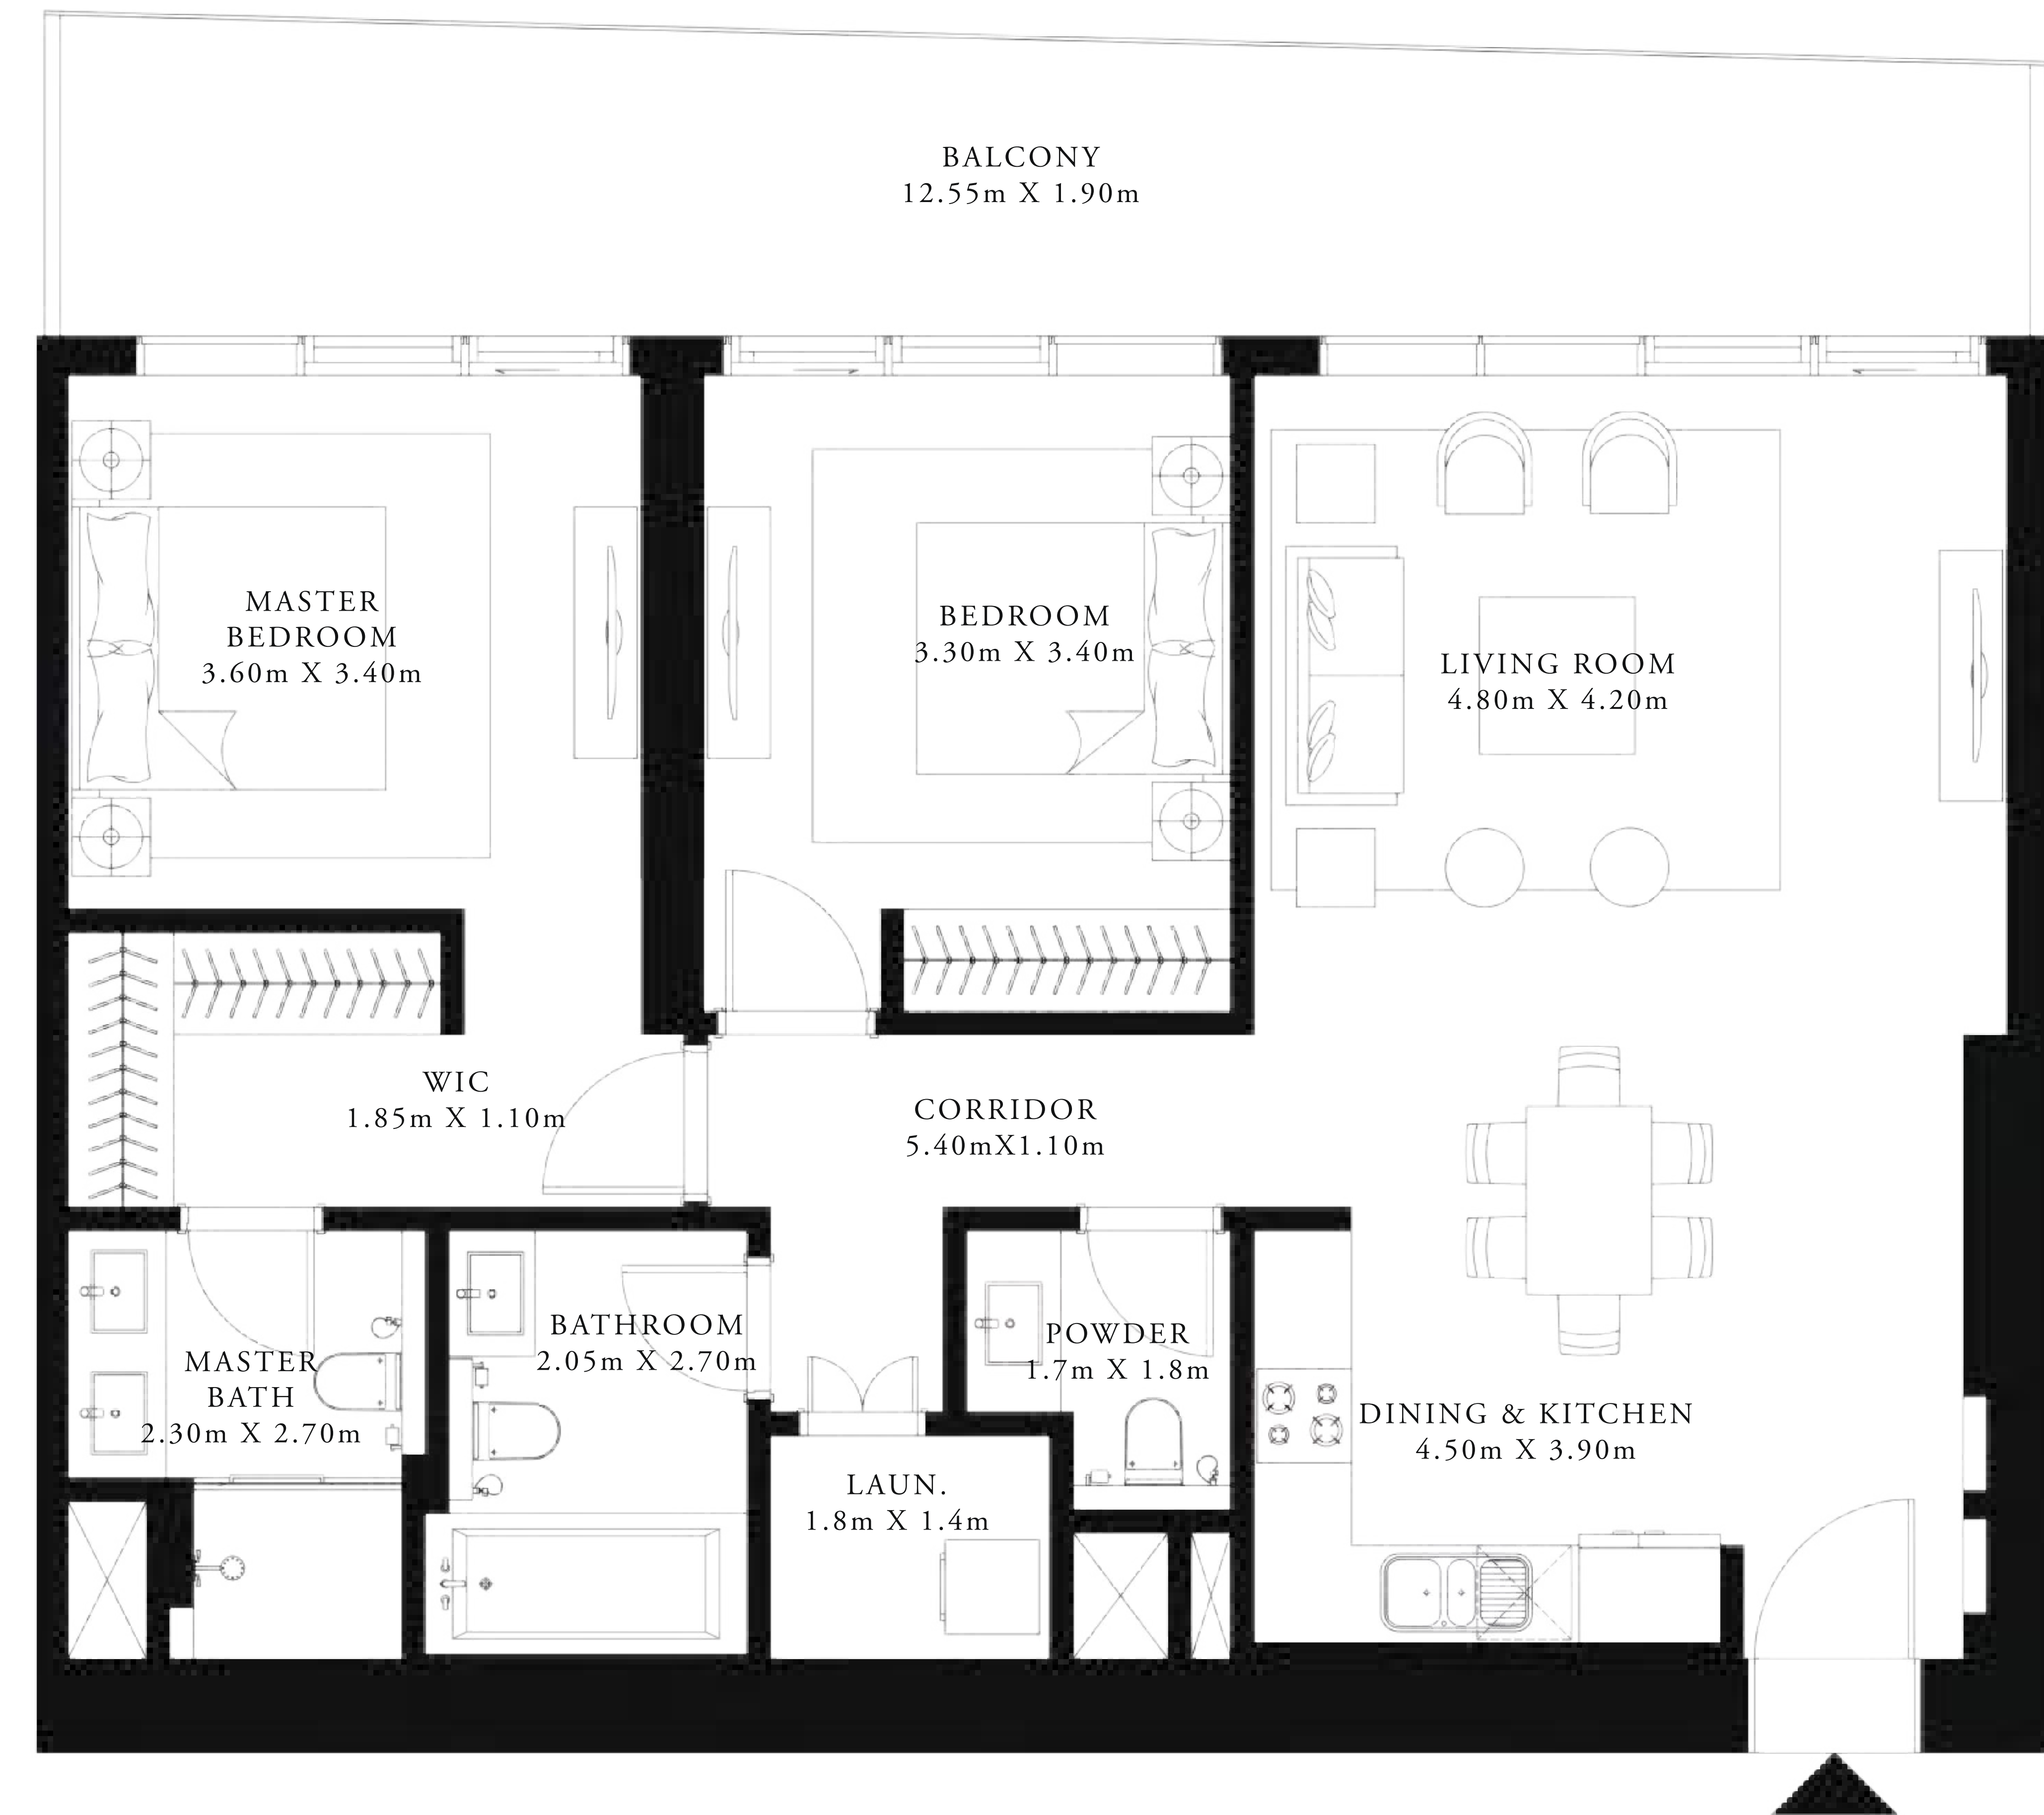 BALCONY
12.55m X 1.90m
MASTER
BEDROOM
3.60m X 3.40m
BEDROOM
3.30m X 3.40m
LIVING ROOM
4.80m X 4.20m
WIC
1.85m X 1.10m
CORRIDOR
5.40mX1.10m
MASTER
BATH
2.30m X 2.70m
BATHROOM
2.05m X 2.70m
POWDER
1.7m X 1.8m
LAUN.
1.8m X 1.4m
DINING & KITCHEN
4.50m X 3.90m